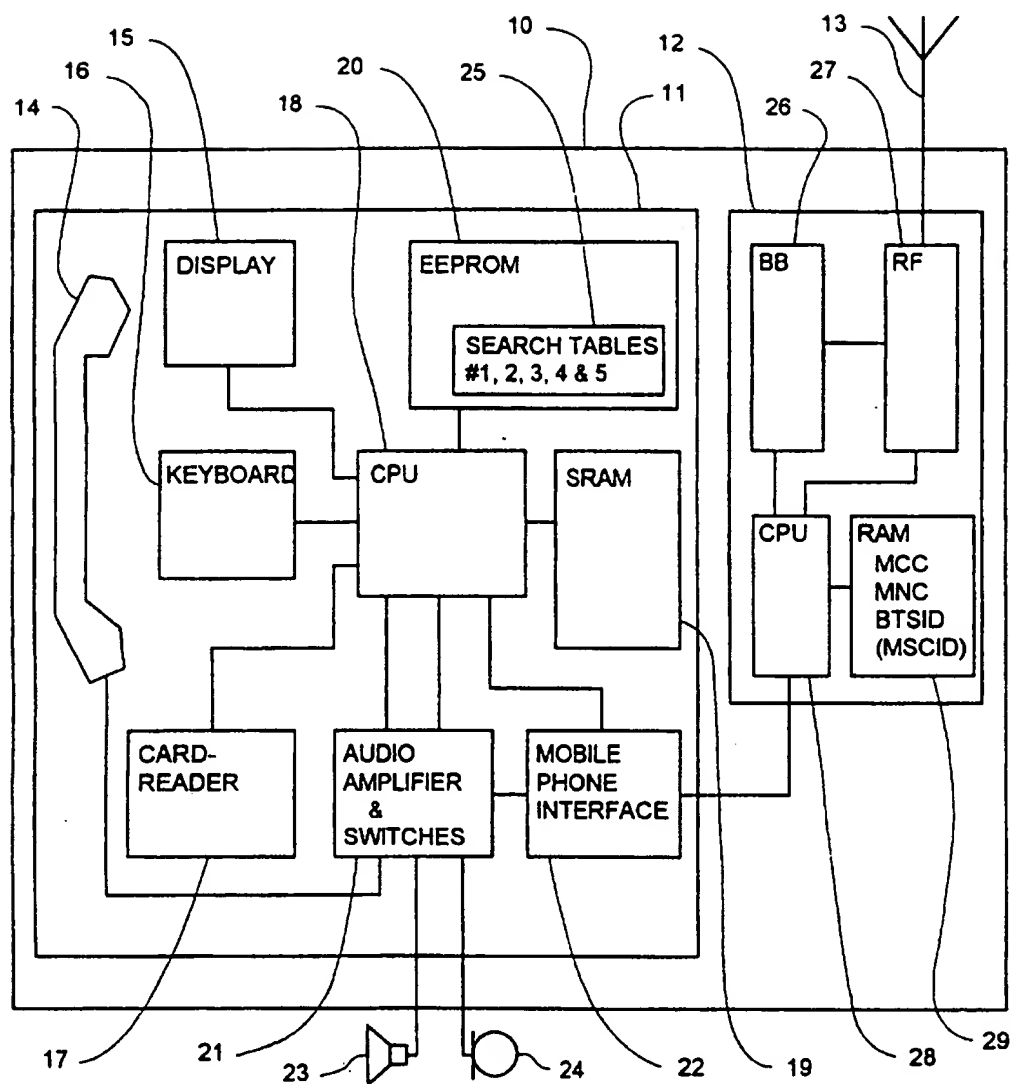 15
10
12
13
16
20
25
27
14
18
11
26
DISPLAY
EEPROM
SEARCH TABLES
#1, 2, 3, 4 & 5
BB
RF
KEYBOARD
CPU
SRAM
CPU
RAM
MCC
MNC
BTSID
(MSCID)
CARD-
READER
AUDIO
AMPLIFIER
&
SWITCHES
MOBILE
PHONE
INTERFACE
17
21
23
24
22
19
28
29